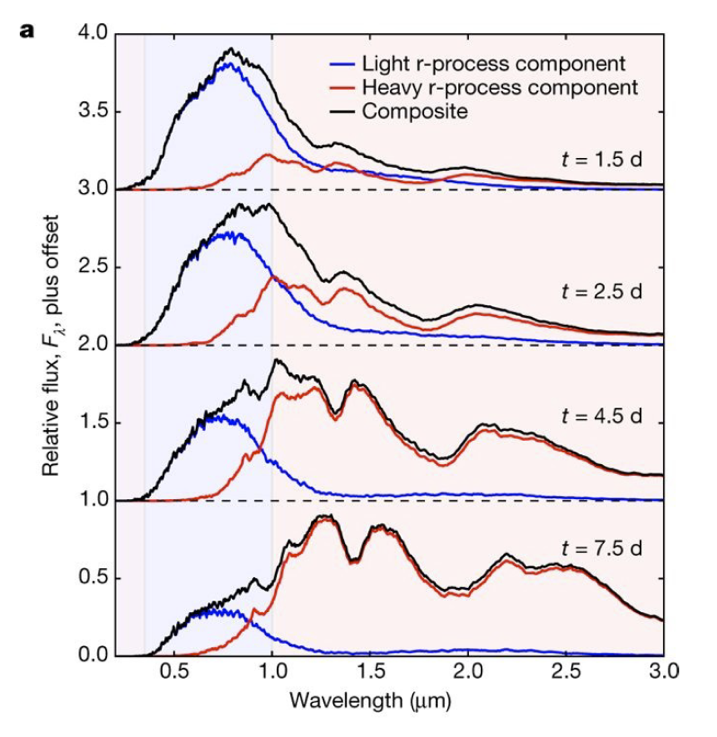 a
4.0
Light r-process component
Heavy r-process component
Composite
3.5
t = 1.5 d
3.0
2.5
t = 2.5 d
2.0
1.5
t = 4.5 d
1.0
0.5
t = 7.5 d
0.0
0.5 1.0 1.5 2.0 2.5 3.0
Wavelength (μm)
Relative flux, Fλ, plus offset